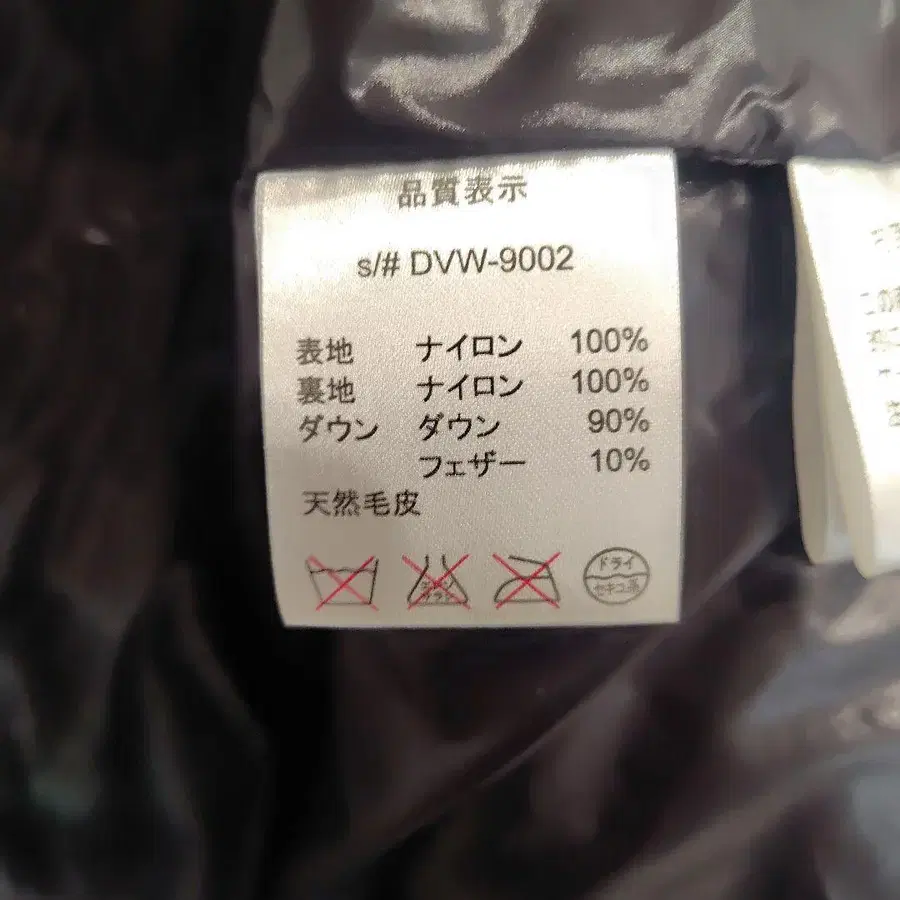 品質表示
s/# DVW-9002
表地 ナイロン 100%
裏地 ナイロン 100%
ダウン ダウン 90%
フェザー 10%
天然毛皮
ドライ
セキユ系
この